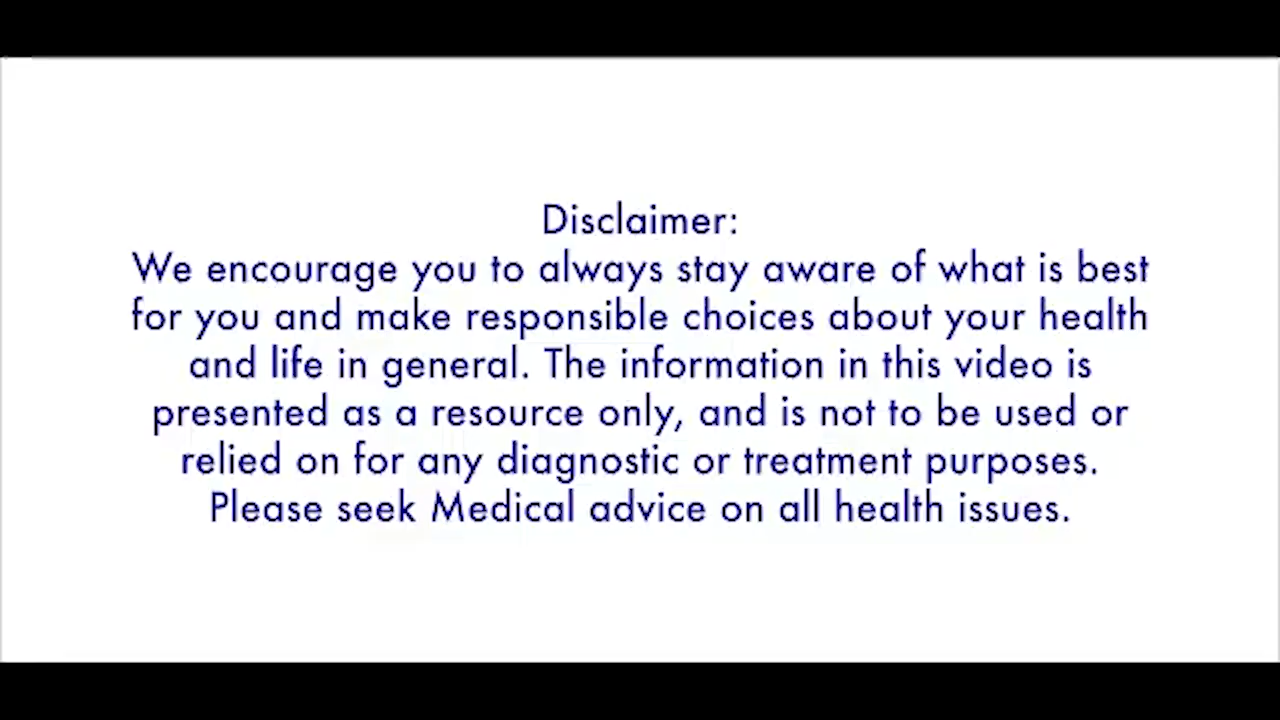 Disclaimer:
We encourage you to always stay aware of what is best
for you and make responsible choices about your health
and life in general. The information in this video is
presented as a resource only, and is not to be used or
relied on for any diagnostic or treatment purposes.
Please seek Medical advice on all health issues.